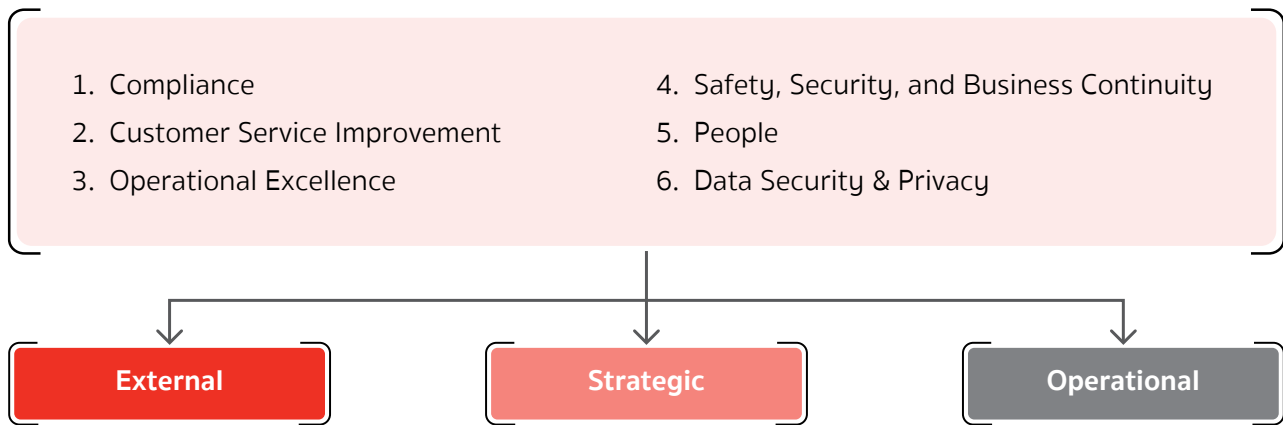 1. Compliance
2. Customer Service Improvement
3. Operational Excellence
4. Safety, Security, and Business Continuity
5. People
6. Data Security & Privacy
External
Strategic
Operational